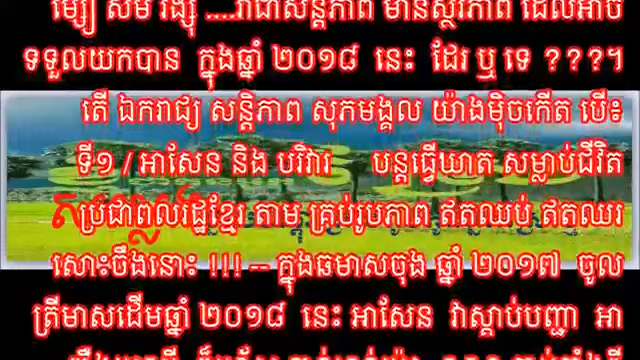 ម្សៀ សម រង្ស៊ី .....វាជាសន្តិភាព មានស្ថិរភាព ដែលអាច
ទទួលយកបាន ក្នុងឆ្នាំ ២០១៨ នេះ ដែរ ឬ ទេ ???។
តើ ឯករាជ្យ សន្តិភាព សុភមង្គល យ៉ាងម៉ិចកើត បើ៖
ទី១ / អាសែន និង បរិវារ បន្តធ្វើឃាត សម្លាប់ជីវិត
ប្រជាពលរដ្ឋខ្មែរ តាម គ្រប់រូបភាព ឥតឈប់ ឥតឈរ
សោះចឹងនោះ !!! -- ក្នុងឆមាសចុង ឆ្នាំ ២០១៧ ចូល
ត្រីមាសដើមឆ្នាំ ២០១៨ នេះ អាសែន វាស្តាប់បញ្ជា អា